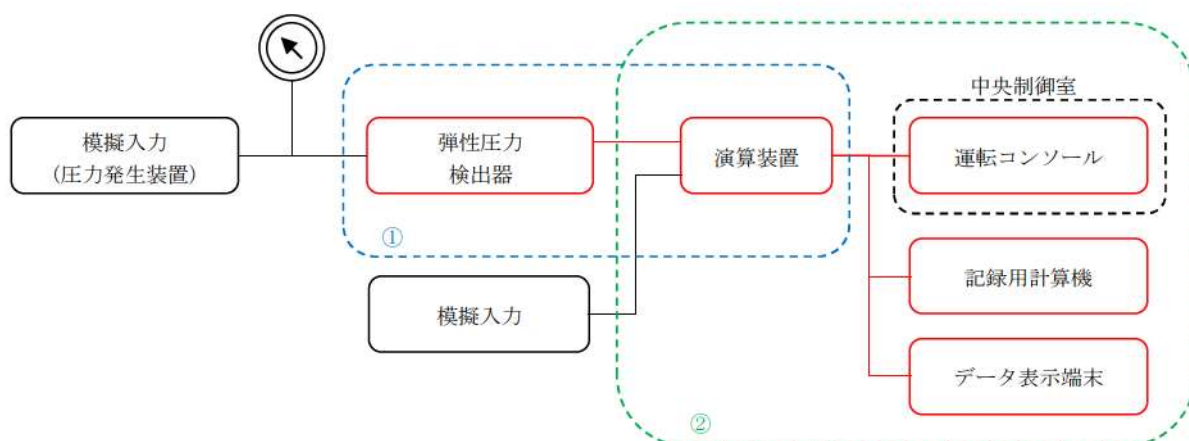 中央制御室
模擬入力
(圧力発生装置)
弾性圧力
検出器
演算装置
運転コンソール
①
模擬入力
記録用計算機
データ表示端末
②